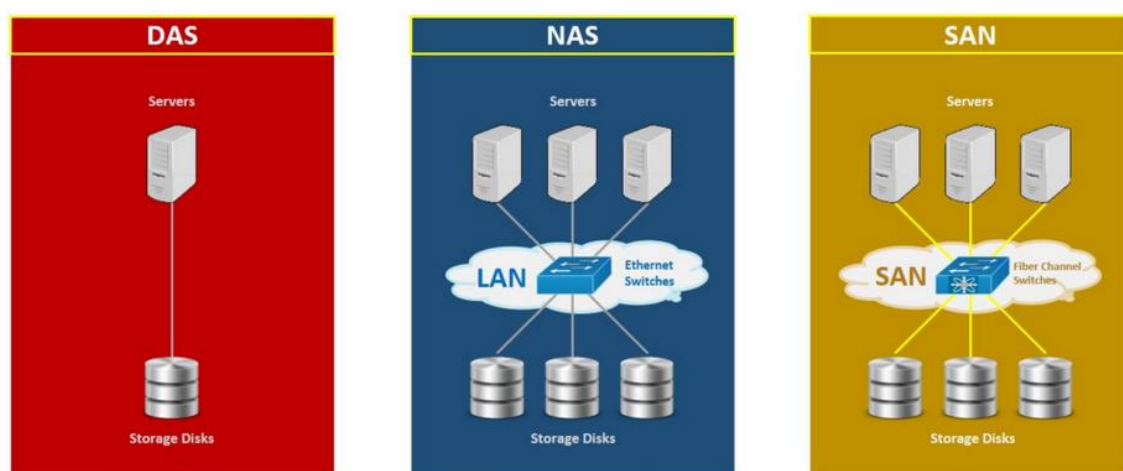 DAS
Servers
Storage Disks
NAS
Servers
LAN
Ethernet
Switches
Storage Disks
SAN
Servers
SAN
Fiber Channel
Switches
Storage Disks